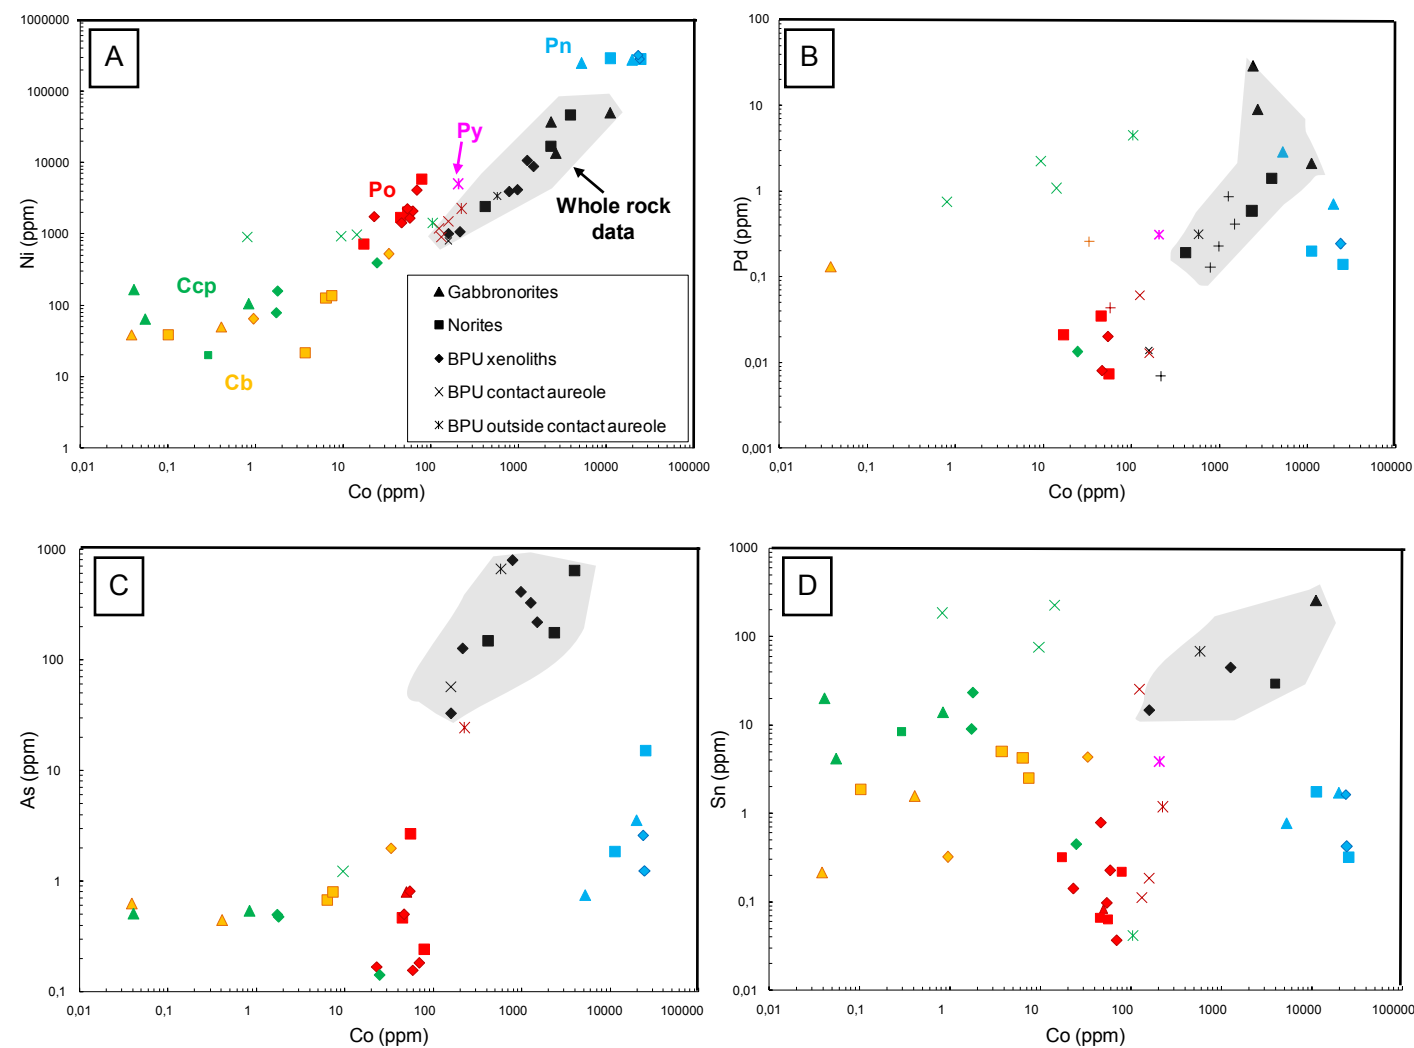 A
Ni (ppm)
1000000
100000
10000
1000
100
10
1
Pn
Py
Po
Whole rock
data
Ccp
Cb
Gabbronorites
Norites
BPU xenoliths
BPU contact aureole
BPU outside contact aureole
0,01 0,1 1 10 100 1000 10000 100000
Co (ppm)
B
Pd (ppm)
100
10
1
0,1
0,01
0,001
0,01 0,1 1 10 100 1000 10000 100000
Co (ppm)
C
As (ppm)
1000
100
10
1
0,1
0,01 0,1 1 10 100 1000 10000 100000
Co (ppm)
D
Sn (ppm)
1000
100
10
1
0,1
0,01
0,01 0,1 1 10 100 1000 10000 100000
Co (ppm)